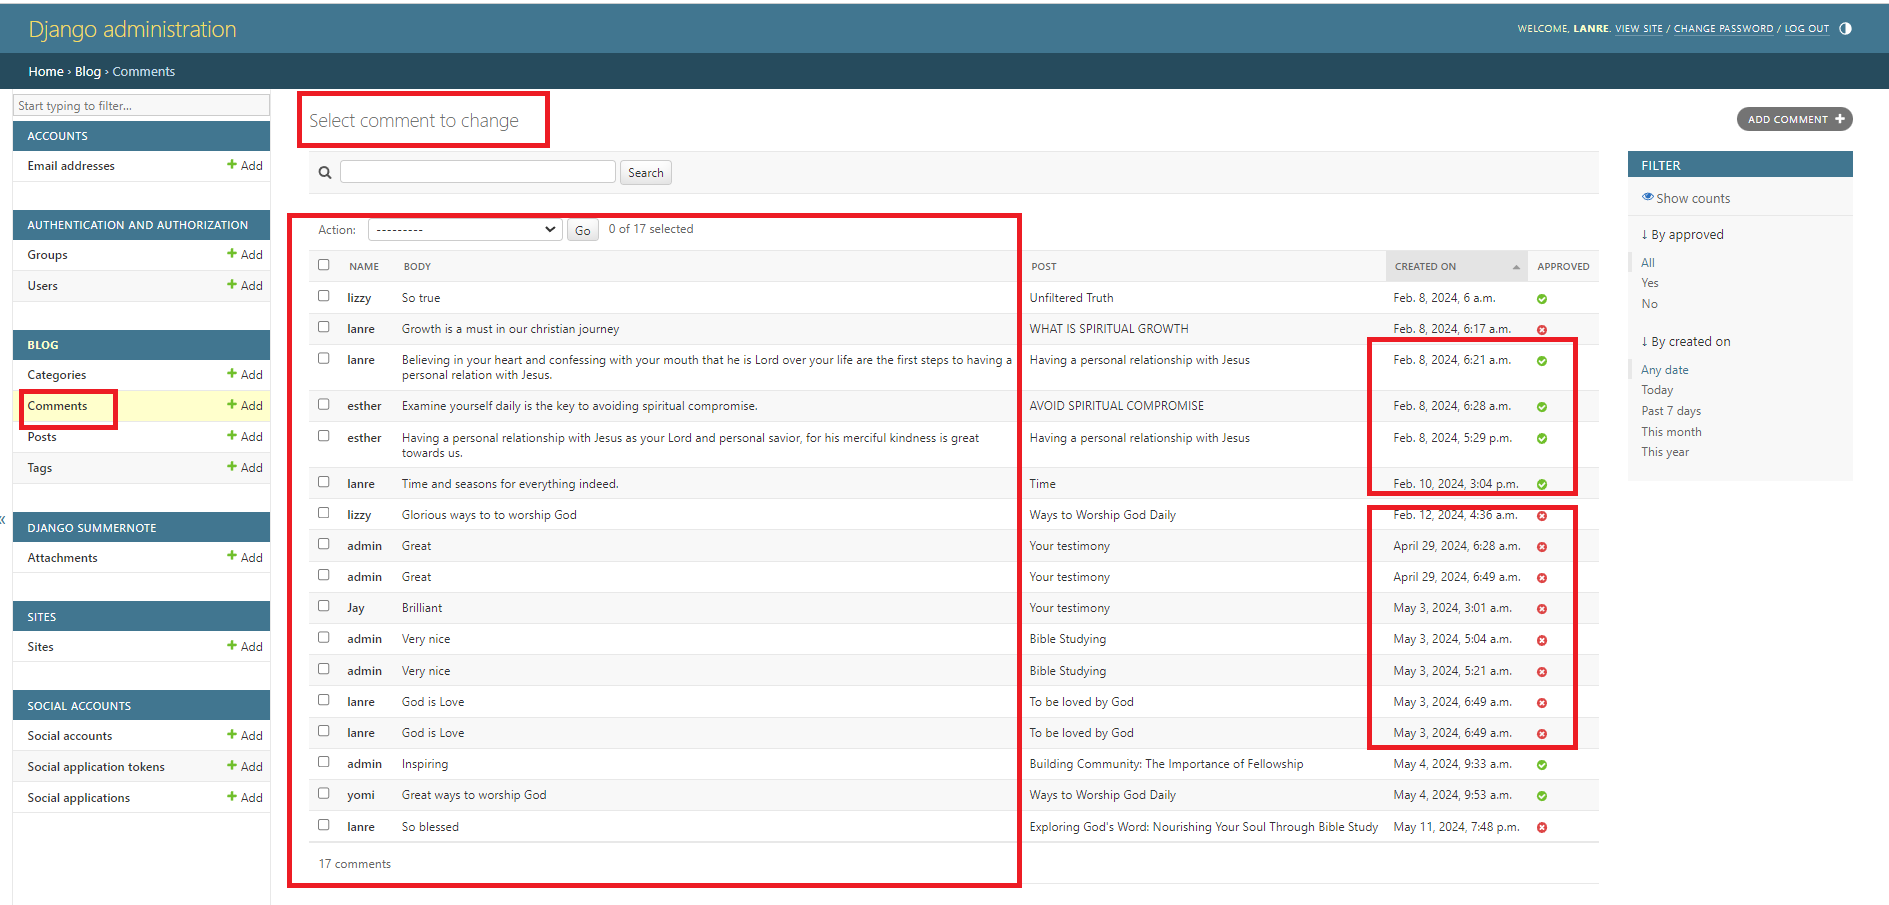 Django administration
WELCOME, LANRE. VIEW SITE / CHANGE PASSWORD / LOG OUT
Home › Blog › Comments
Start typing to filter...
ACCOUNTS
Email addresses + Add
AUTHENTICATION AND AUTHORIZATION
Groups + Add
Users + Add
BLOG
Categories + Add
Comments + Add
Posts + Add
Tags + Add
DJANGO SUMMERNOTE
Attachments + Add
SITES
Sites + Add
SOCIAL ACCOUNTS
Social accounts + Add
Social application tokens + Add
Social applications + Add
«
Select comment to change
ADD COMMENT +
Search
Action: --------- Go 0 of 17 selected
NAME BODY POST CREATED ON APPROVED
lizzy So true Unfiltered Truth Feb. 8, 2024, 6 a.m.
lanre Growth is a must in our christian journey WHAT IS SPIRITUAL GROWTH Feb. 8, 2024, 6:17 a.m.
lanre Believing in your heart and confessing with your mouth that he is Lord over your life are the first steps to having a Having a personal relationship with Jesus Feb. 8, 2024, 6:21 a.m.
personal relation with Jesus.
esther Examine yourself daily is the key to avoiding spiritual compromise. AVOID SPIRITUAL COMPROMISE Feb. 8, 2024, 6:28 a.m.
esther Having a personal relationship with Jesus as your Lord and personal savior, for his merciful kindness is great Having a personal relationship with Jesus Feb. 8, 2024, 5:29 p.m.
towards us.
lanre Time and seasons for everything indeed. Time Feb. 10, 2024, 3:04 p.m.
lizzy Glorious ways to to worship God Ways to Worship God Daily Feb. 12, 2024, 4:36 a.m.
admin Great Your testimony April 29, 2024, 6:28 a.m.
admin Great Your testimony April 29, 2024, 6:49 a.m.
Jay Brilliant Your testimony May 3, 2024, 3:01 a.m.
admin Very nice Bible Studying May 3, 2024, 5:04 a.m.
admin Very nice Bible Studying May 3, 2024, 5:21 a.m.
lanre God is Love To be loved by God May 3, 2024, 6:49 a.m.
lanre God is Love To be loved by God May 3, 2024, 6:49 a.m.
admin Inspiring Building Community: The Importance of Fellowship May 4, 2024, 9:33 a.m.
yomi Great ways to worship God Ways to Worship God Daily May 4, 2024, 9:53 a.m.
lanre So blessed Exploring God's Word: Nourishing Your Soul Through Bible Study May 11, 2024, 7:48 p.m.
17 comments
FILTER
Show counts
↓ By approved
All
Yes
No
↓ By created on
Any date
Today
Past 7 days
This month
This year